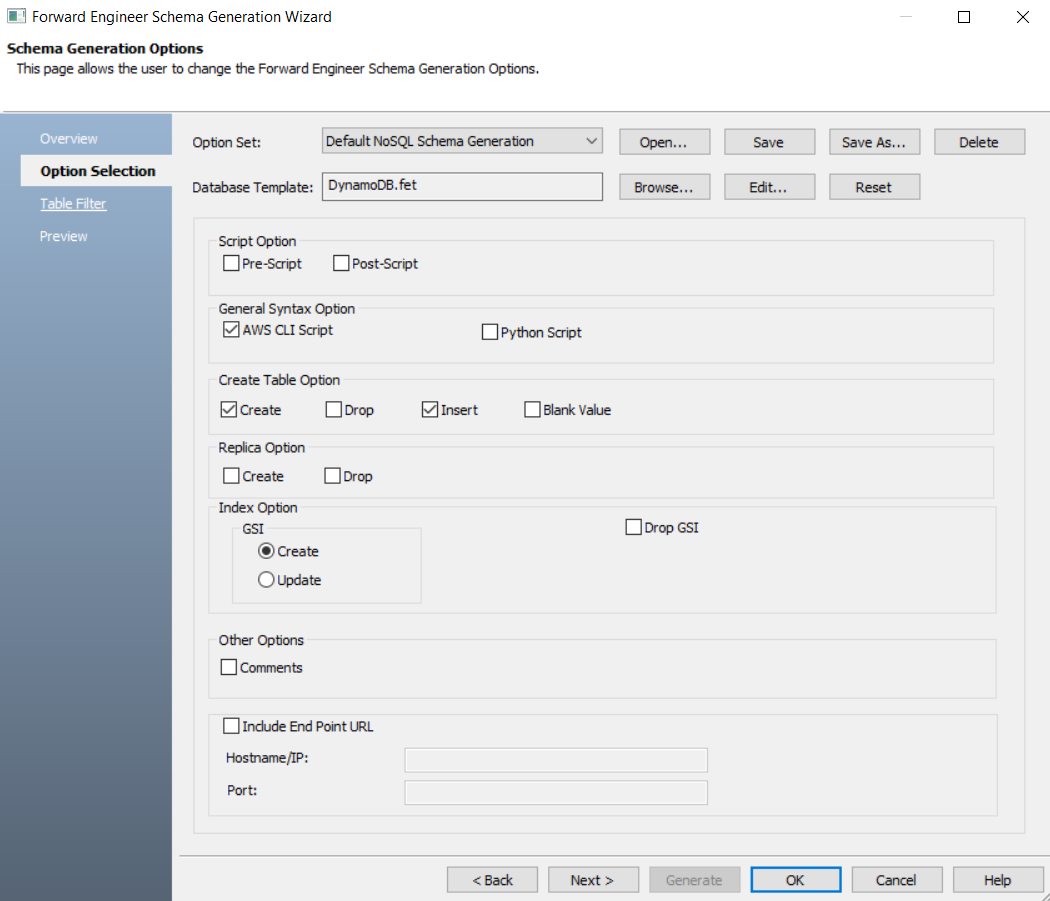 Forward Engineer Schema Generation Wizard
Schema Generation Options
This page allows the user to change the Forward Engineer Schema Generation Options.
Overview
Option Selection
Table Filter
Preview
Option Set: Default NoSQL Schema Generation Open... Save Save As... Delete
Database Template: DynamoDB.fet Browse... Edit... Reset
Script Option
Pre-Script Post-Script
General Syntax Option
AWS CLI Script Python Script
Create Table Option
Create Drop Insert Blank Value
Replica Option
Create Drop
Index Option
GSI Drop GSI
Create
Update
Other Options
Comments
Include End Point URL
Hostname/IP:
Port:
< Back Next > Generate OK Cancel Help